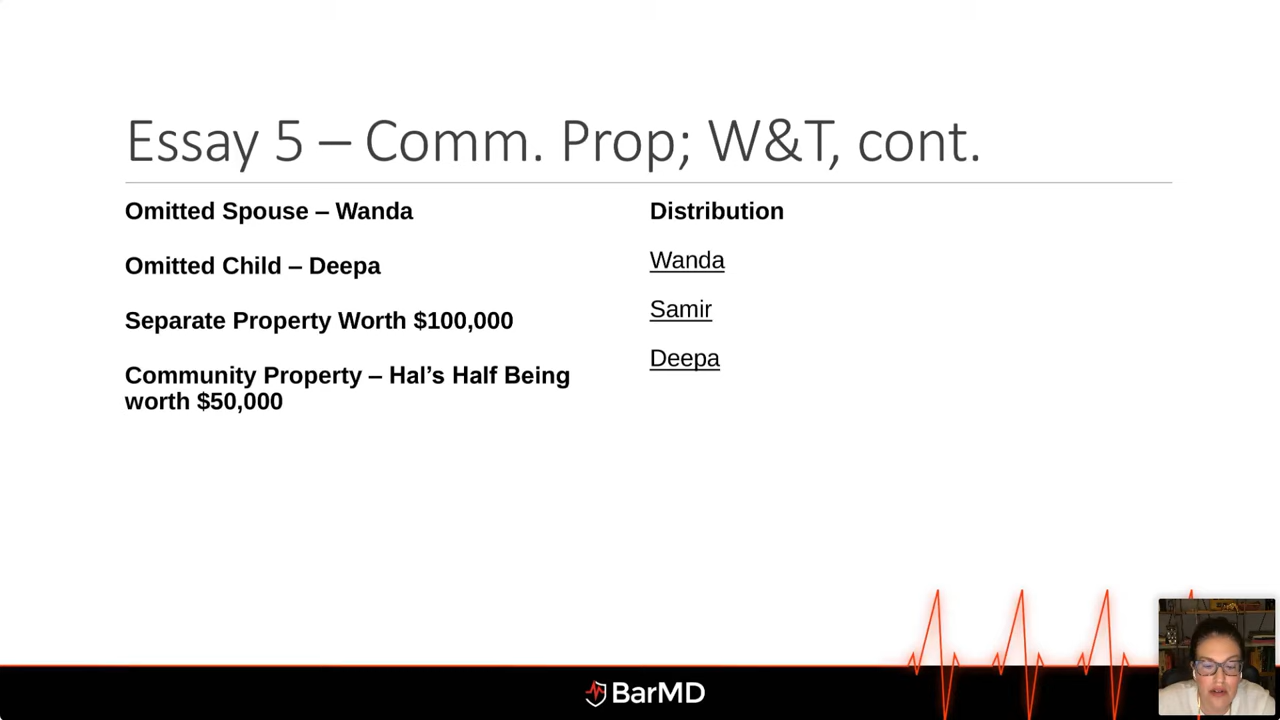 Essay 5 – Comm. Prop; W&T, cont.
Omitted Spouse – Wanda
Omitted Child – Deepa
Separate Property Worth $100,000
Community Property – Hal’s Half Being
worth $50,000
Distribution
Wanda
Samir
Deepa
BarMD